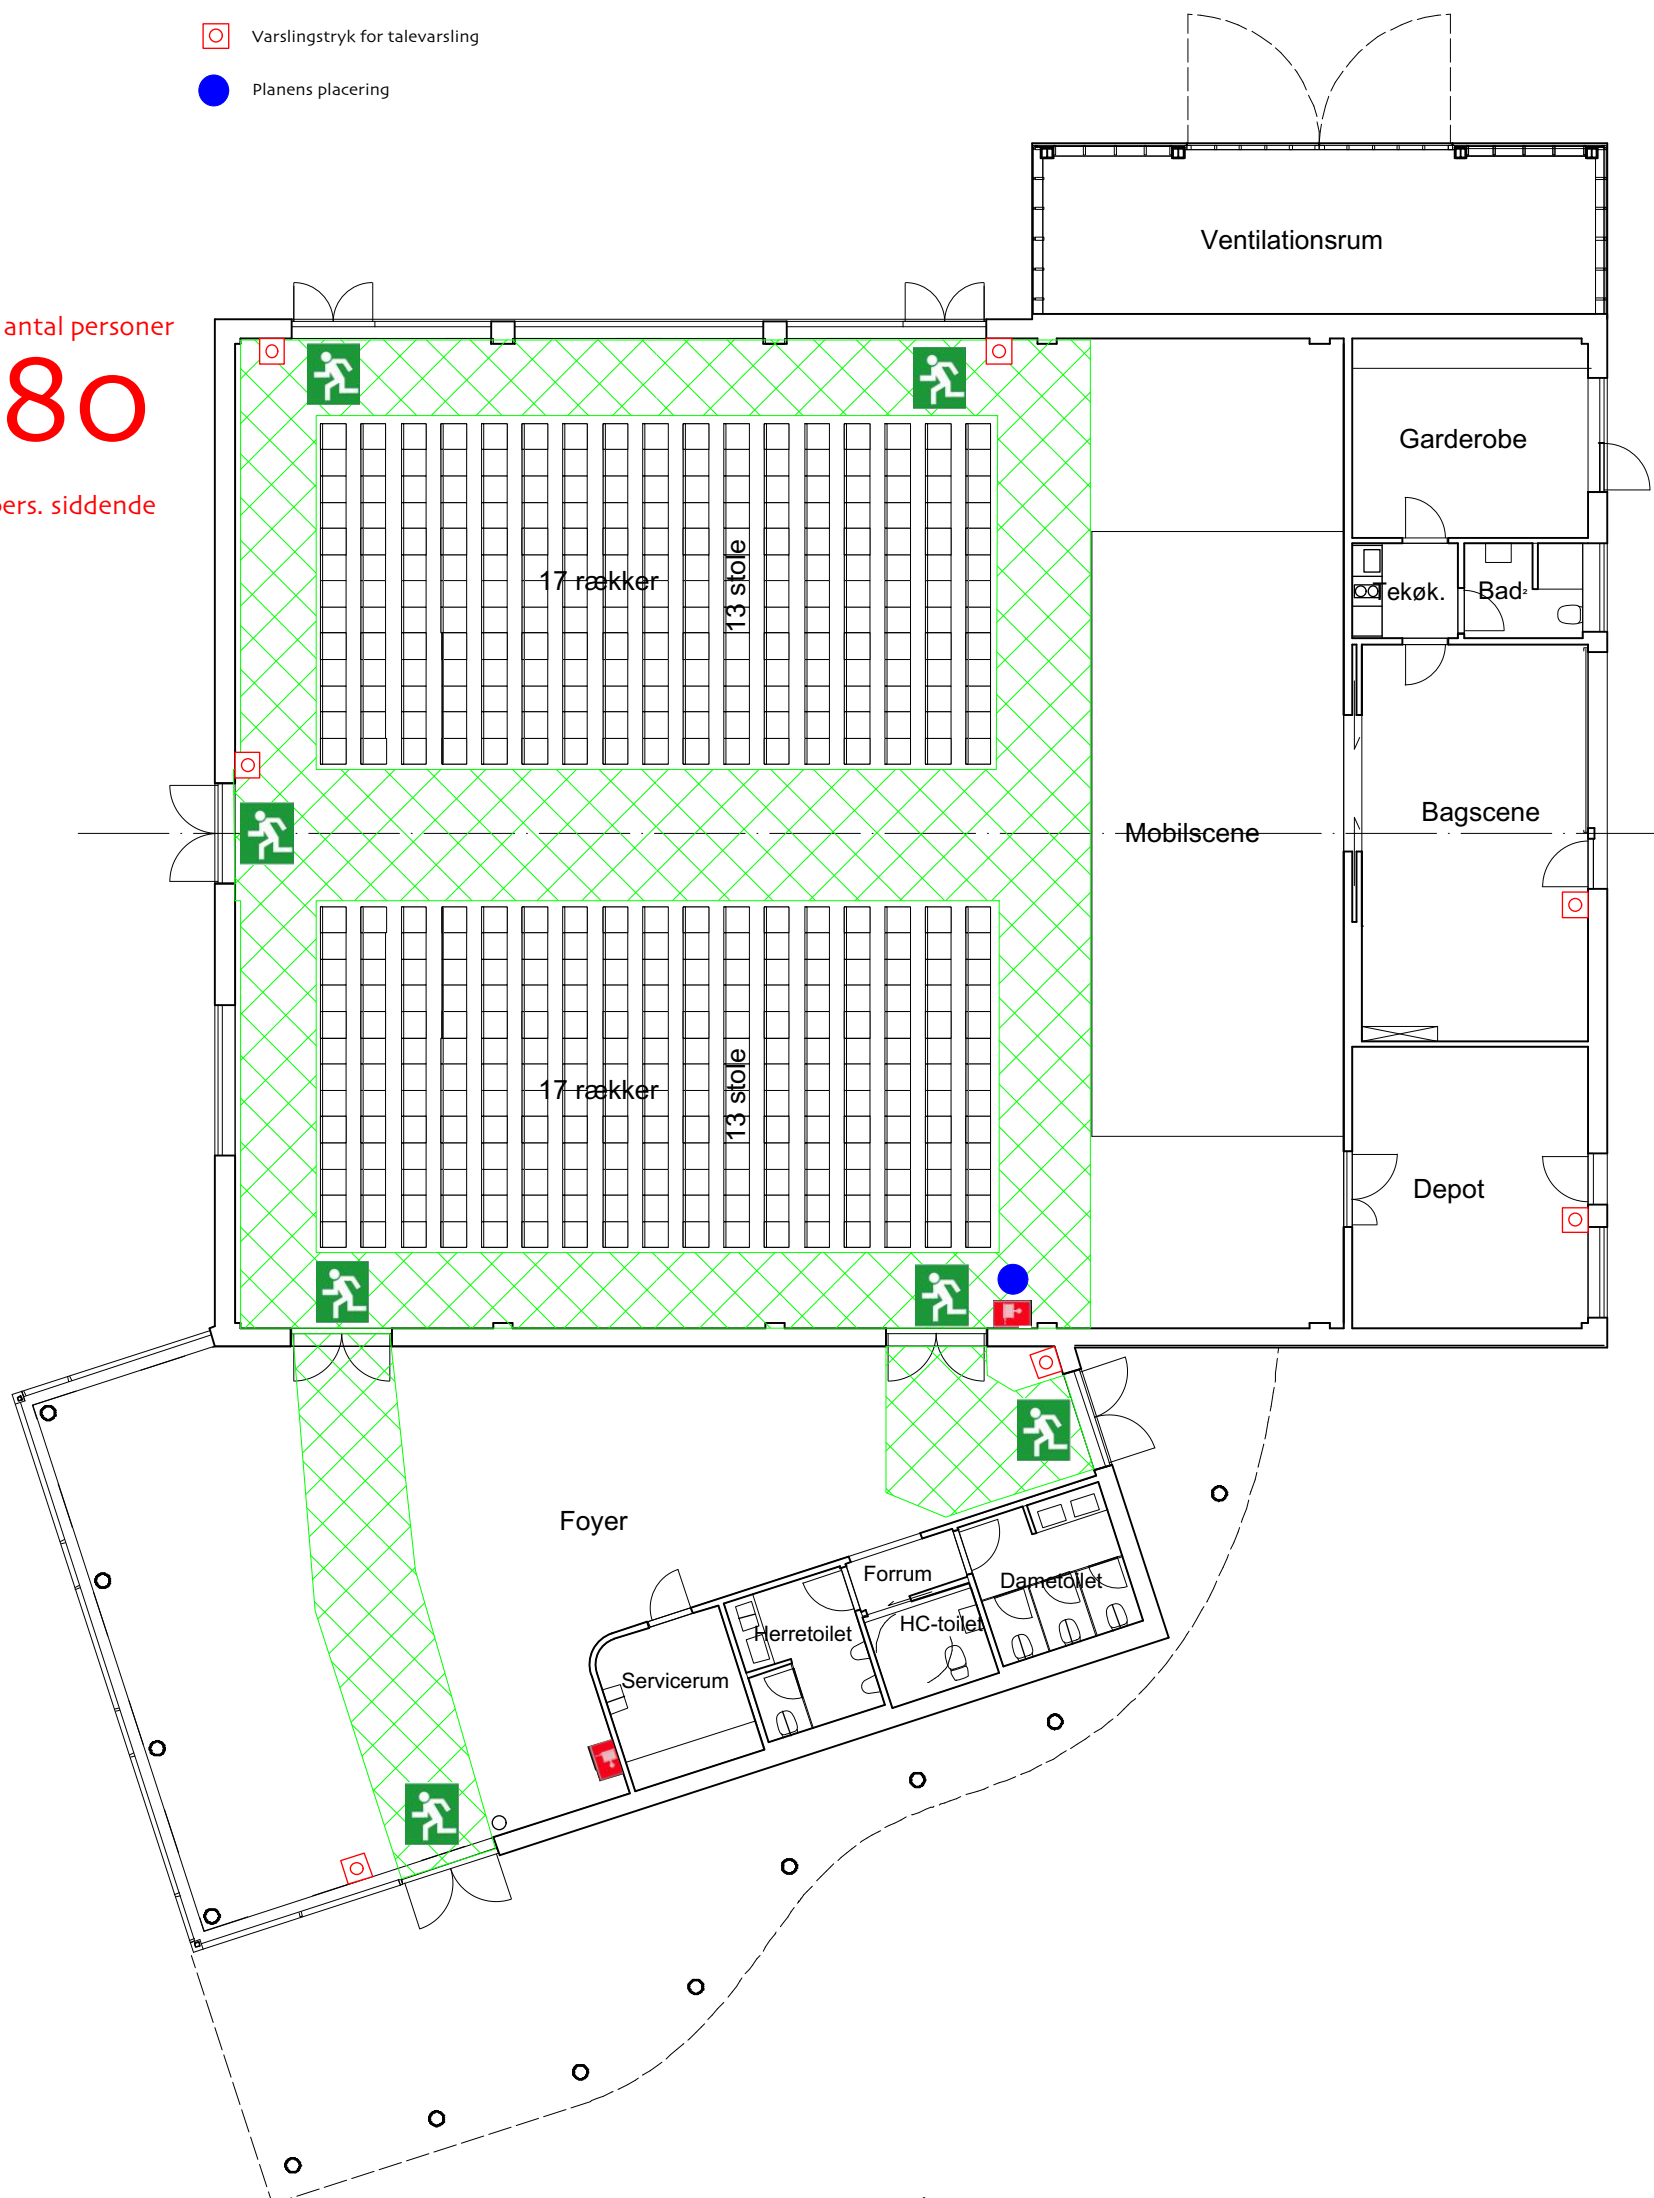 Varslingstryk for talevarsling
Planens placering
Ventilationsrum
antal personer
80
pers. siddende
Garderobe
17 rækker
13 stole
Tekøk.
Bad
Mobilscene
Bagscene
17 rækker
13 stole
Depot
Foyer
Forrum
Dametoilet
HC-toilet
Herretoilet
Servicerum